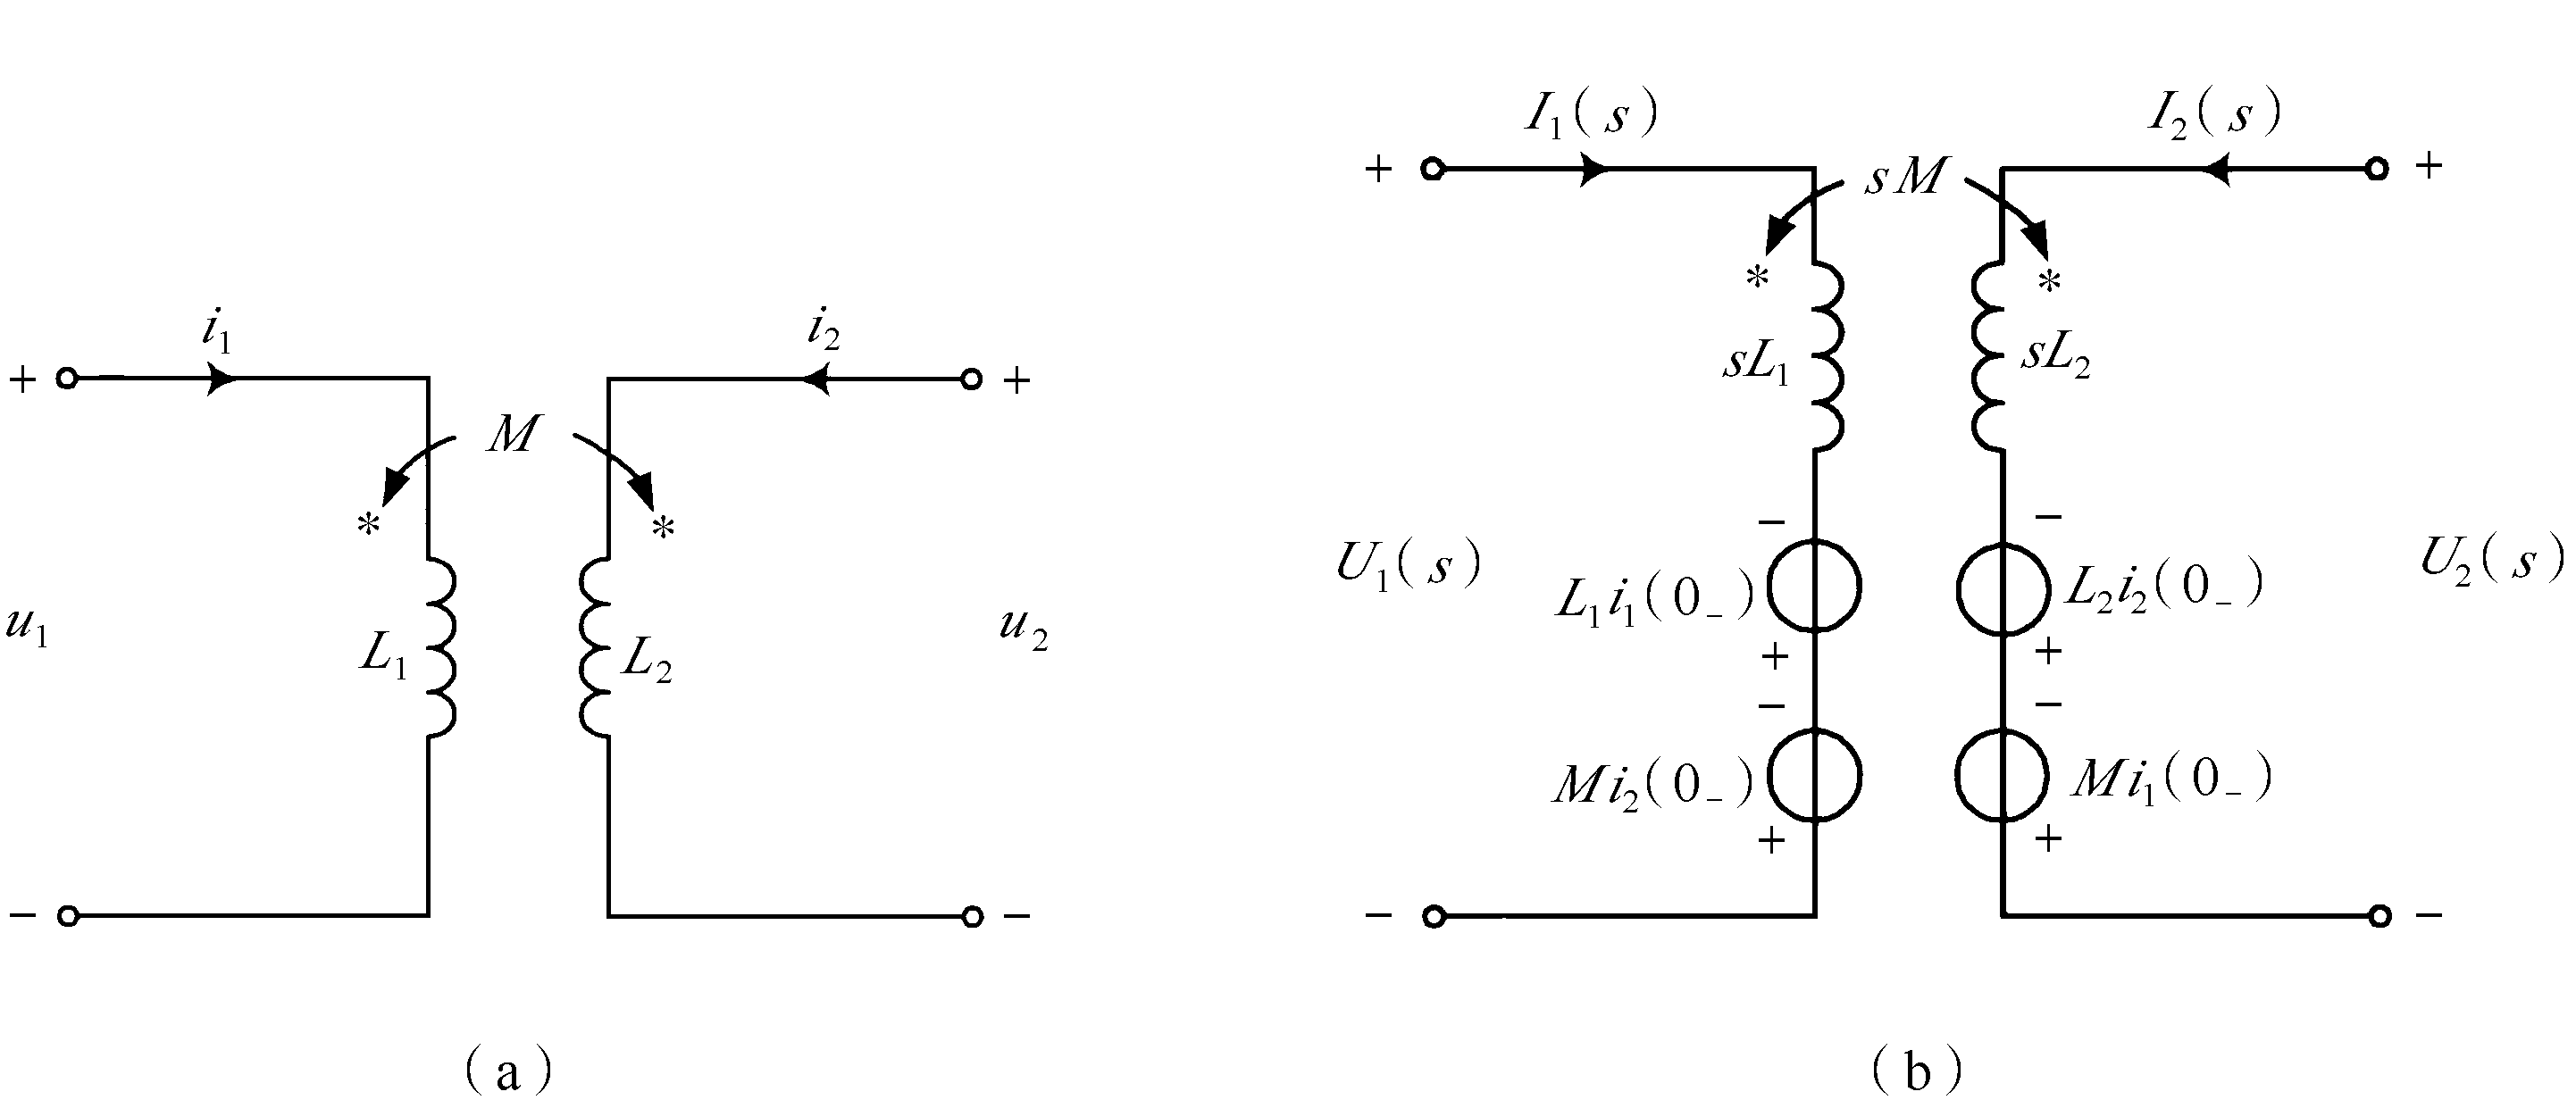 I₁(s) I₂(s)
+ sM +
* *
i₁ i₂ sL₁ sL₂
+ M +
* * − −
U₁(s) L₁i₁(0₋) L₂i₂(0₋) U₂(s)
u₁ L₁ L₂ u₂ + +
− −
Mi₂(0₋) Mi₁(0₋)
+ +
− − − −
(a) (b)